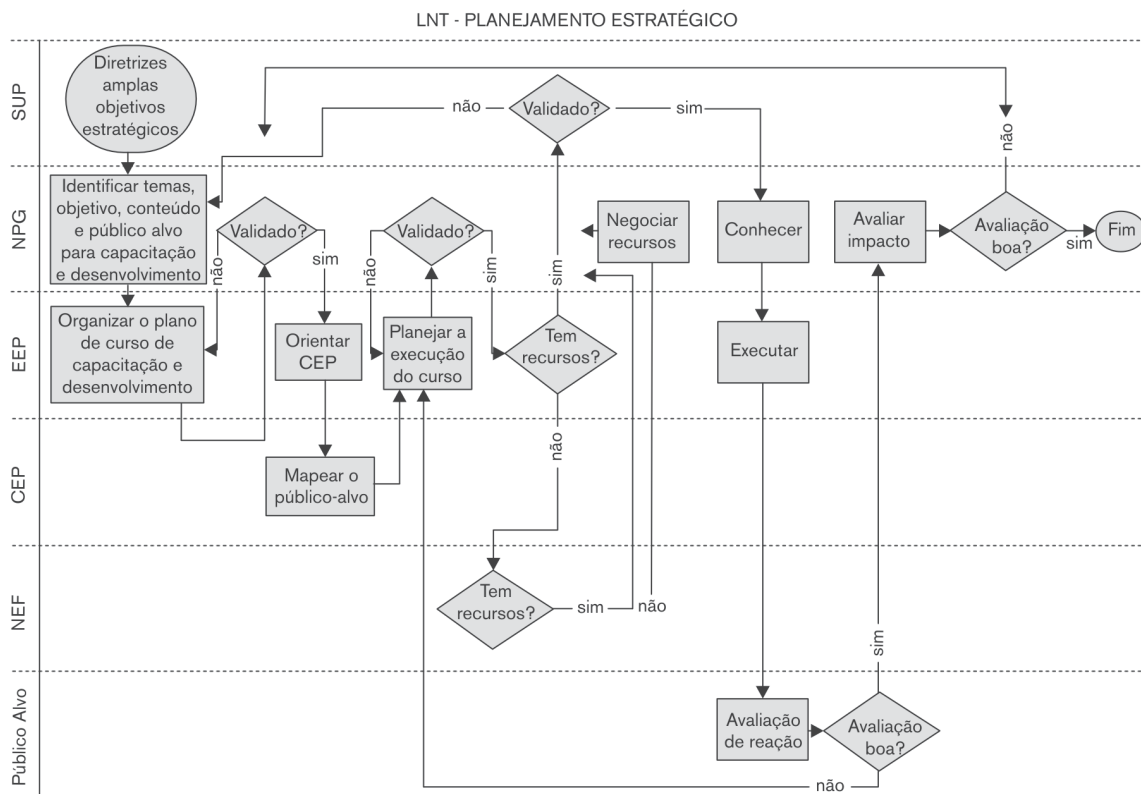 LNT - PLANEJAMENTO ESTRATÉGICO
SUP
Diretrizes
amplas
objetivos
estratégicos
não
Validado?
sim
não
NPG
Identificar temas,
objetivo, conteúdo
e público alvo
para capacitação
e desenvolvimento
Validado?
não
sim
Validado?
não
sim
sim
Negociar
recursos
Conhecer
Avaliar
impacto
Avaliação
boa?
sim
Fim
EEP
Organizar o plano
de curso de
capacitação e
desenvolvimento
Orientar
CEP
Planejar a
execução
do curso
Tem
recursos?
Executar
CEP
Mapear o
público-alvo
não
NEF
Tem
recursos?
sim
não
sim
Público Alvo
Avaliação
de reação
Avaliação
boa?
não